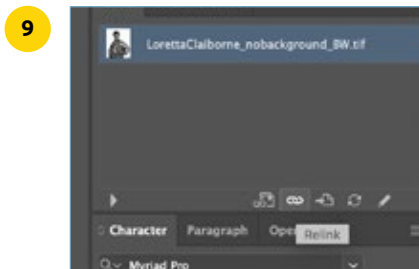 9
LorettaClaiborne_nobackground_BW.tif
Character Paragraph Ope
Relink
Myriad Pro